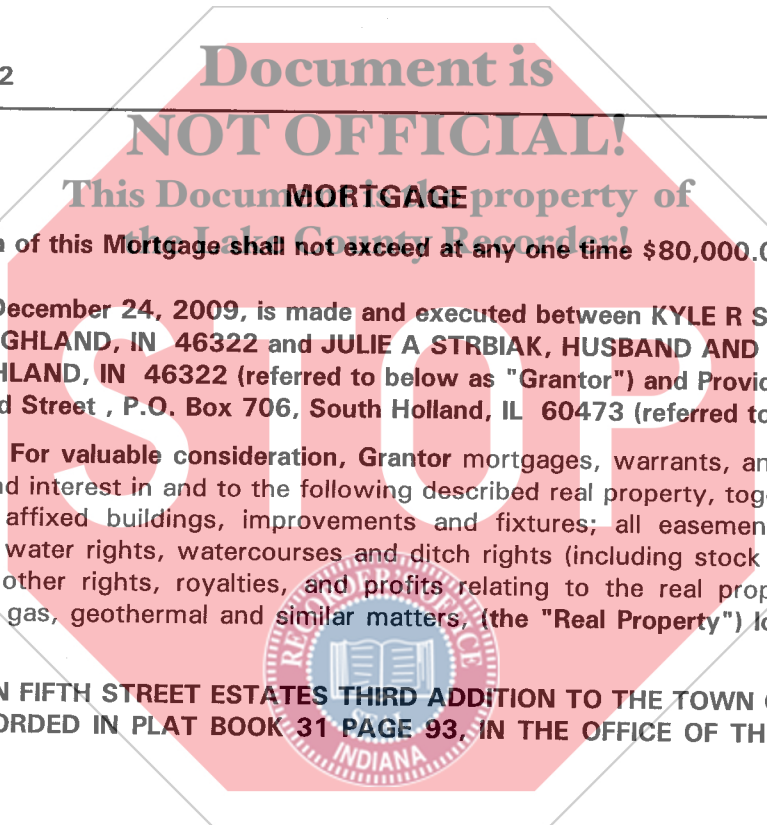 2
Document is
NOT OFFICIAL!
This Document is the property of
MORTGAGE
the Lake County Recorder!
of this Mortgage shall not exceed at any one time $80,000.0
December 24, 2009, is made and executed between KYLE R S
GHLAND, IN 46322 and JULIE A STRBIAK, HUSBAND AND
HLAND, IN 46322 (referred to below as "Grantor") and Provid
d Street , P.O. Box 706, South Holland, IL 60473 (referred to
STOP
For valuable consideration, Grantor mortgages, warrants, an
nd interest in and to the following described real property, tog
affixed buildings, improvements and fixtures; all easemen
water rights, watercourses and ditch rights (including stock
other rights, royalties, and profits relating to the real prop
gas, geothermal and similar matters, (the "Real Property") lo
N FIFTH STREET ESTATES THIRD ADDITION TO THE TOWN
ORDED IN PLAT BOOK 31 PAGE 93, IN THE OFFICE OF TH
INDIANA